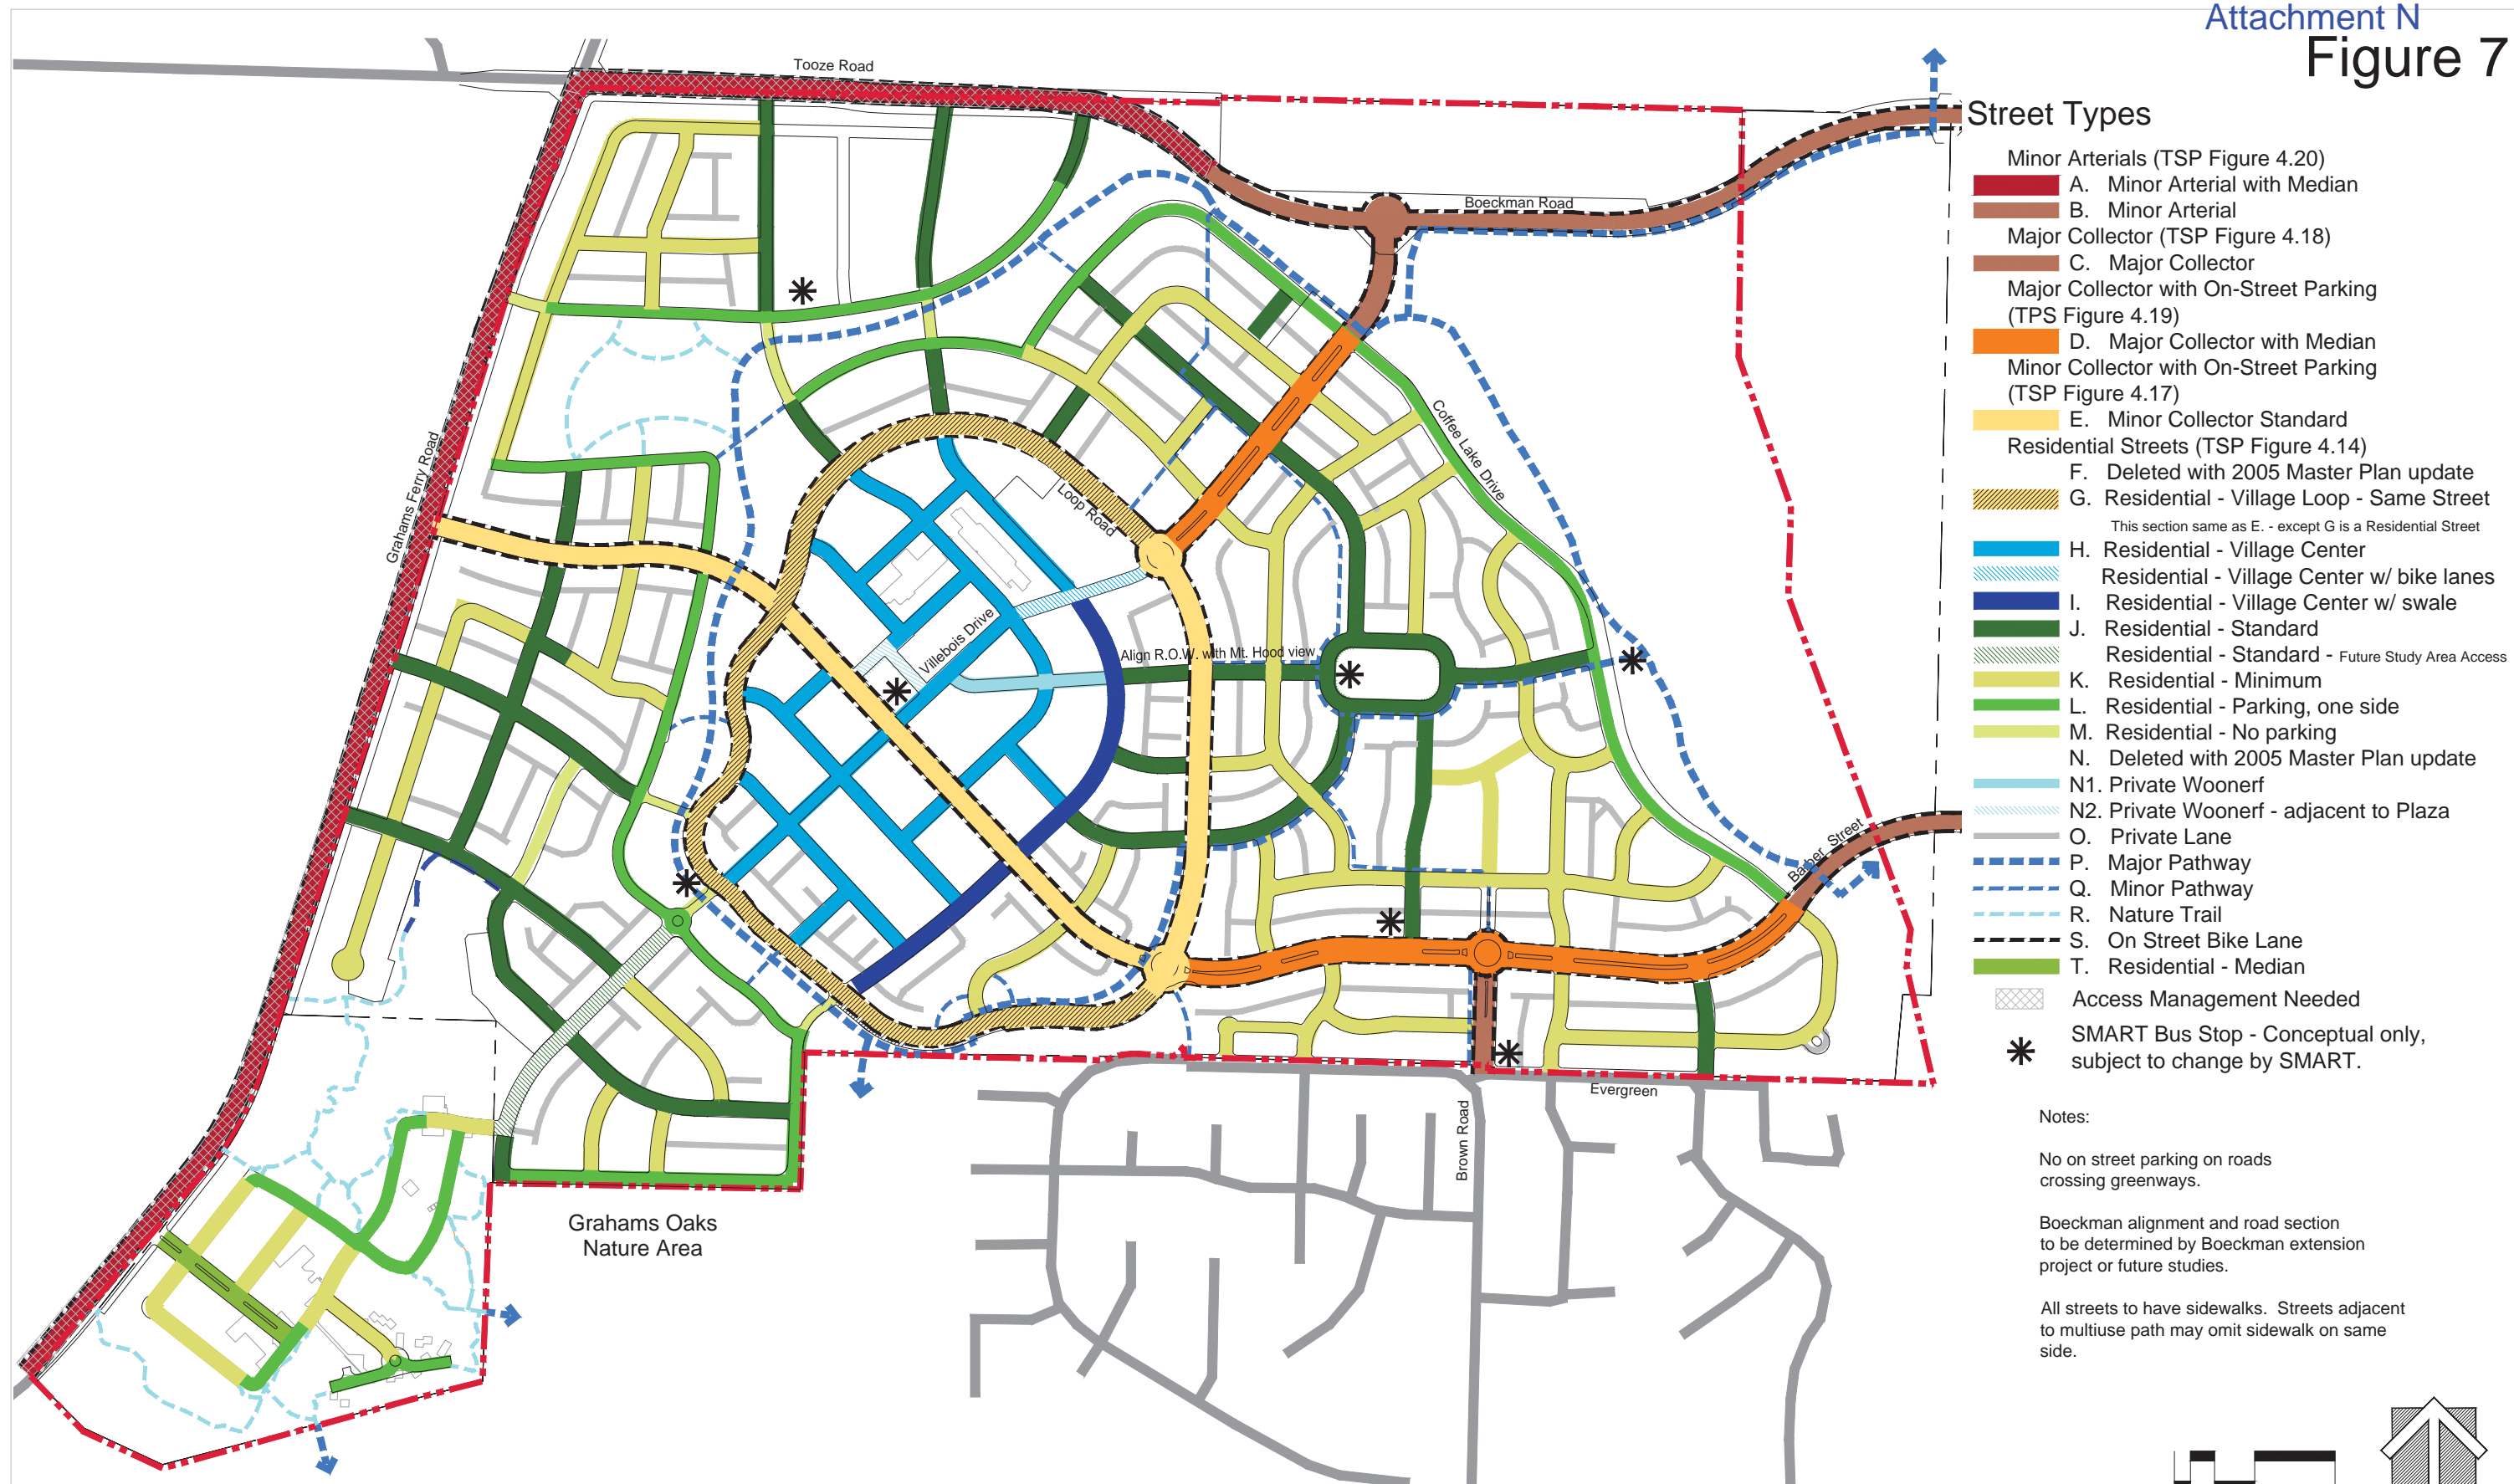 Attachment N
Figure 7
Street Types
Minor Arterials (TSP Figure 4.20)
A. Minor Arterial with Median
B. Minor Arterial
Major Collector (TSP Figure 4.18)
C. Major Collector
Major Collector with On-Street Parking
(TPS Figure 4.19)
D. Major Collector with Median
Minor Collector with On-Street Parking
(TSP Figure 4.17)
E. Minor Collector Standard
Residential Streets (TSP Figure 4.14)
F. Deleted with 2005 Master Plan update
G. Residential - Village Loop - Same Street
This section same as E. - except G is a Residential Street
H. Residential - Village Center
Residential - Village Center w/ bike lanes
I. Residential - Village Center w/ swale
J. Residential - Standard
Residential - Standard - Future Study Area Access
K. Residential - Minimum
L. Residential - Parking, one side
M. Residential - No parking
N. Deleted with 2005 Master Plan update
N1. Private Woonerf
N2. Private Woonerf - adjacent to Plaza
O. Private Lane
P. Major Pathway
Q. Minor Pathway
R. Nature Trail
S. On Street Bike Lane
T. Residential - Median
Access Management Needed
SMART Bus Stop - Conceptual only,
subject to change by SMART.
Notes:
No on street parking on roads
crossing greenways.
Boeckman alignment and road section
to be determined by Boeckman extension
project or future studies.
All streets to have sidewalks. Streets adjacent
to multiuse path may omit sidewalk on same
side.
Tooze Road
Boeckman Road
Grahams Ferry Road
Coffee Lake Drive
Loop Road
Villebois Drive
Align R.O.W. with Mt. Hood view
Barber Street
Evergreen
Brown Road
Grahams Oaks
Nature Area